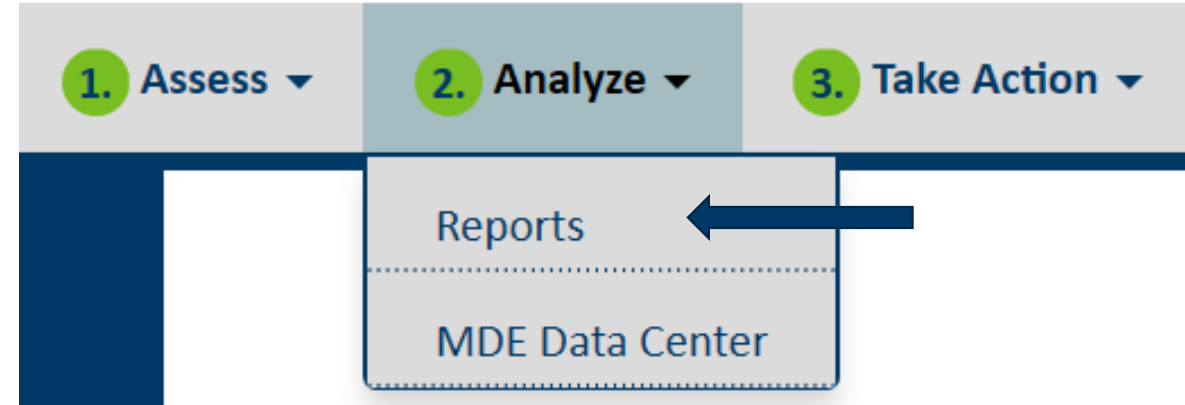 1. Assess 2. Analyze 3. Take Action
Reports
MDE Data Center